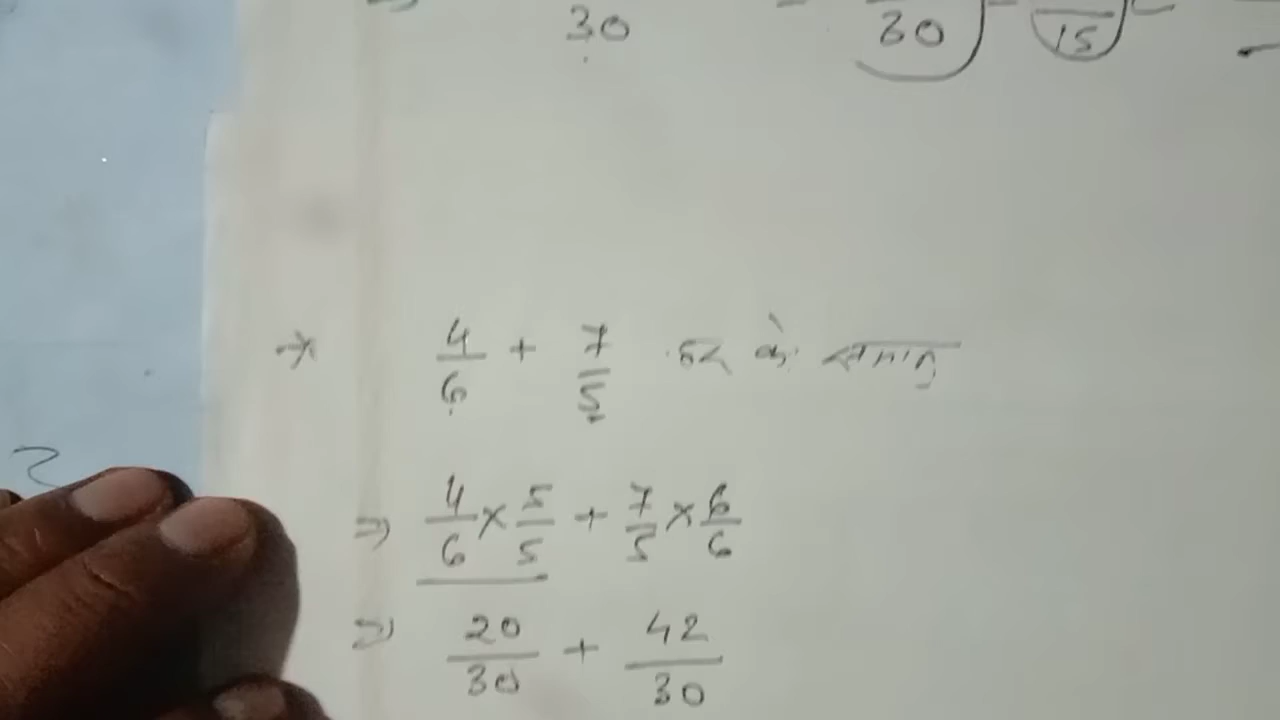 30 - 30 - 15
→ 4/6 + 7/5 हर को समान
⇒ 4/6 × 5/5 + 7/5 × 6/6
⇒ 20/30 + 42/30